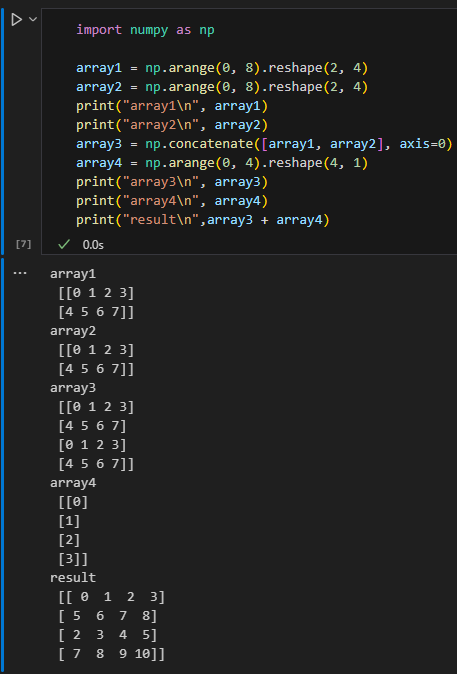 import numpy as np
array1 = np.arange(0, 8).reshape(2, 4)
array2 = np.arange(0, 8).reshape(2, 4)
print("array1\n", array1)
print("array2\n", array2)
array3 = np.concatenate([array1, array2], axis=0)
array4 = np.arange(0, 4).reshape(4, 1)
print("array3\n", array3)
print("array4\n", array4)
print("result\n",array3 + array4)
[7] 0.0s
... array1
[[0 1 2 3]
[4 5 6 7]]
array2
[[0 1 2 3]
[4 5 6 7]]
array3
[[0 1 2 3]
[4 5 6 7]
[0 1 2 3]
[4 5 6 7]]
array4
[[0]
[1]
[2]
[3]]
result
[[ 0  1  2  3]
[ 5  6  7  8]
[ 2  3  4  5]
[ 7  8  9 10]]